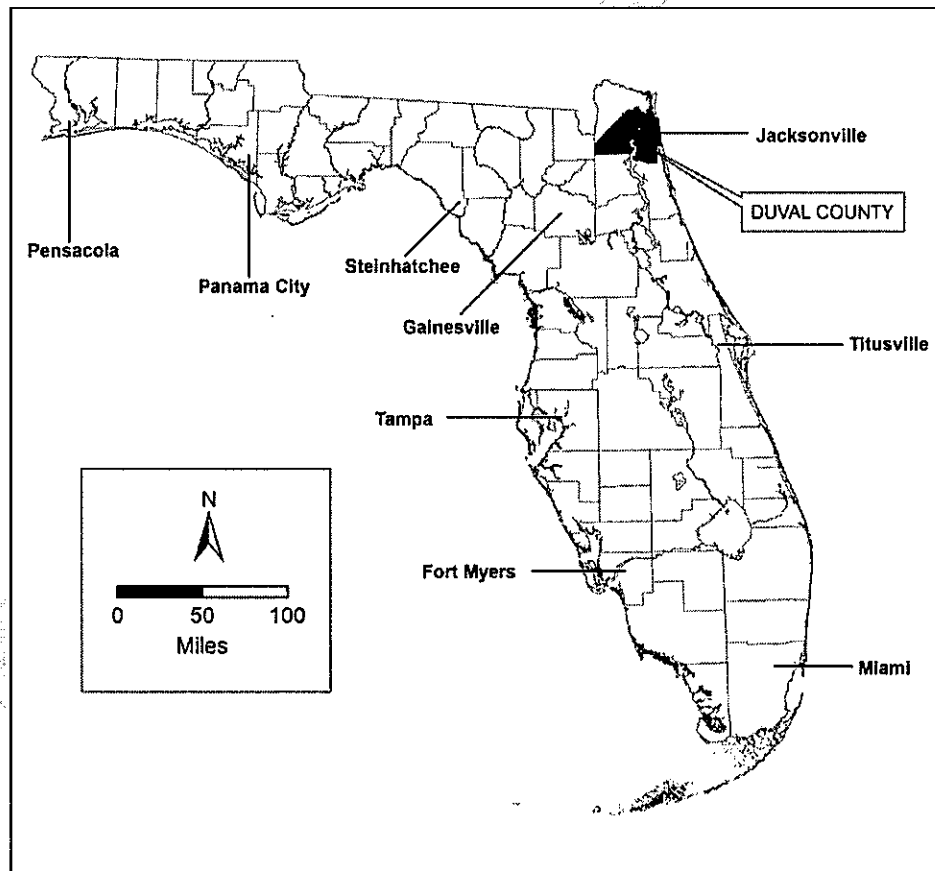 Jacksonville
DUVAL COUNTY
Pensacola
Panama City
Steinhatchee
Gainesville
Titusville
Tampa
N
0 50 100
Miles
Fort Myers
Miami